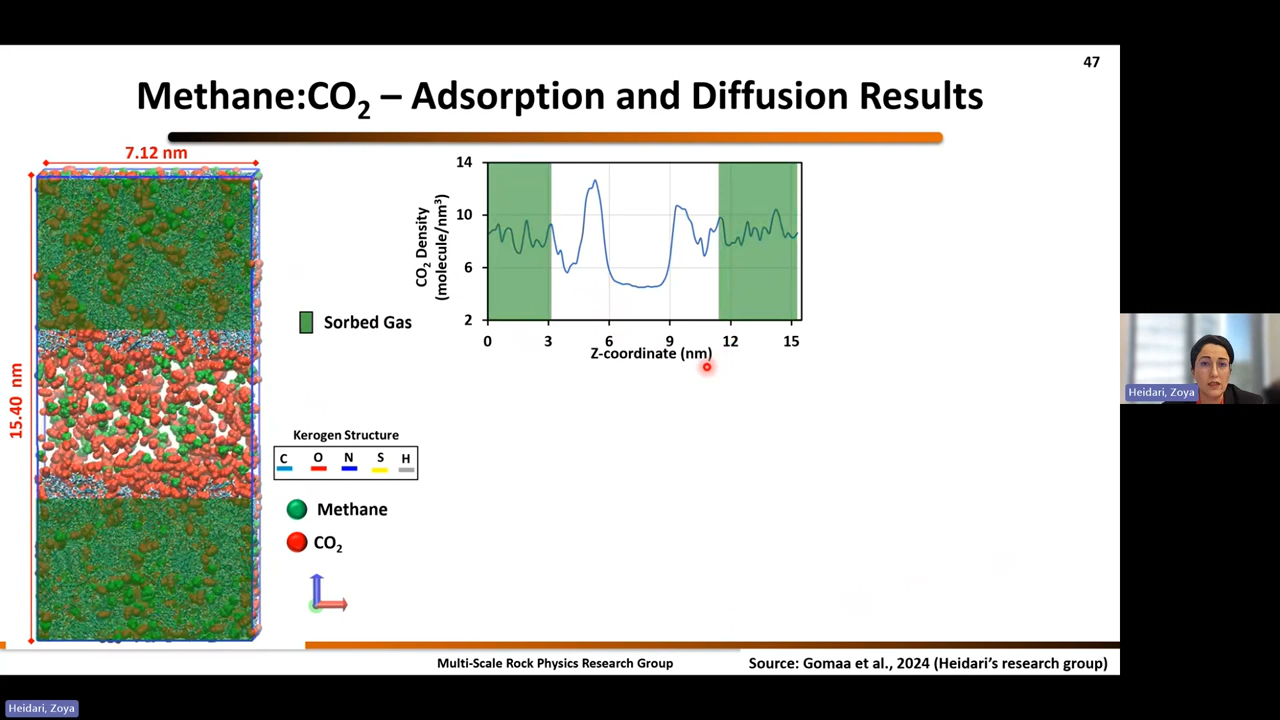 47
Methane:CO2 – Adsorption and Diffusion Results
7.12 nm
15.40 nm
14
10
6
2
CO2 Density
(molecule/nm3)
0 3 6 9 12 15
Z-coordinate (nm)
Sorbed Gas
Kerogen Structure
C O N S H
Methane
CO2
Multi-Scale Rock Physics Research Group
Source: Gomaa et al., 2024 (Heidari's research group)
Heidari, Zoya
Heidari, Zoya